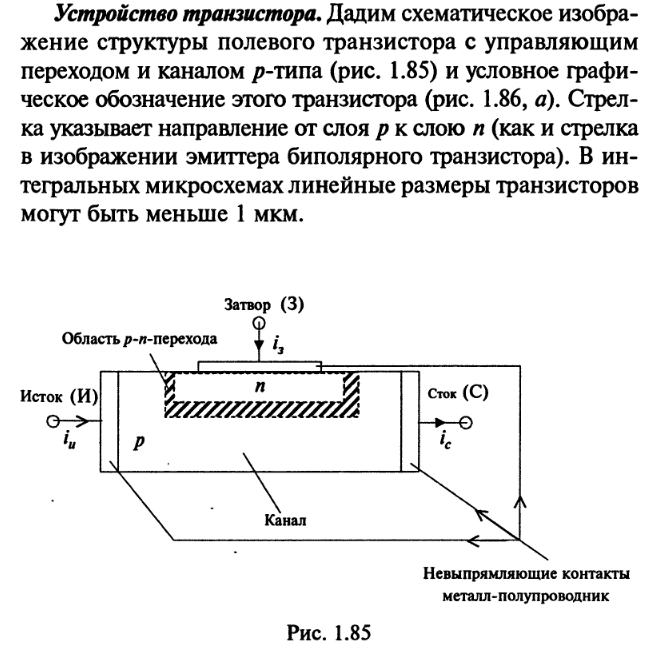 Устройство транзистора. Дадим схематическое изобра-
жение структуры полевого транзистора с управляющим
переходом и каналом p-типа (рис. 1.85) и условное графи-
ческое обозначение этого транзистора (рис. 1.86, а). Стрел-
ка указывает направление от слоя p к слою n (как и стрелка
в изображении эмиттера биполярного транзистора). В ин-
тегральных микросхемах линейные размеры транзисторов
могут быть меньше 1 мкм.
Затвор (З)
Область p-n-перехода
iз
n
Исток (И)
Сток (С)
iи
p
iс
Канал
Невыпрямляющие контакты
металл-полупроводник
Рис. 1.85